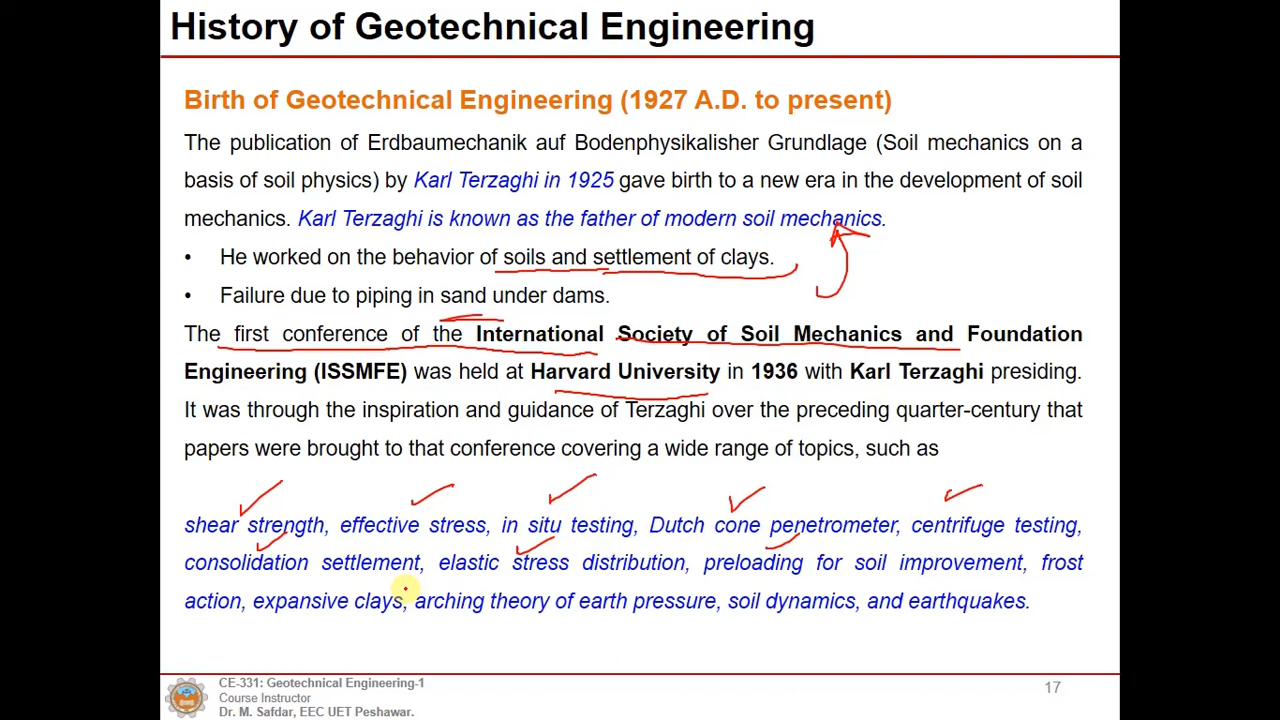 History of Geotechnical Engineering
Birth of Geotechnical Engineering (1927 A.D. to present)
The publication of Erdbaumechanik auf Bodenphysikalisher Grundlage (Soil mechanics on a
basis of soil physics) by Karl Terzaghi in 1925 gave birth to a new era in the development of soil
mechanics. Karl Terzaghi is known as the father of modern soil mechanics.
• He worked on the behavior of soils and settlement of clays.
• Failure due to piping in sand under dams.
The first conference of the International Society of Soil Mechanics and Foundation
Engineering (ISSMFE) was held at Harvard University in 1936 with Karl Terzaghi presiding.
It was through the inspiration and guidance of Terzaghi over the preceding quarter-century that
papers were brought to that conference covering a wide range of topics, such as
shear strength, effective stress, in situ testing, Dutch cone penetrometer, centrifuge testing,
consolidation settlement, elastic stress distribution, preloading for soil improvement, frost
action, expansive clays, arching theory of earth pressure, soil dynamics, and earthquakes.
CE-331: Geotechnical Engineering-1
Course Instructor
Dr. M. Safdar, EEC UET Peshawar.
17